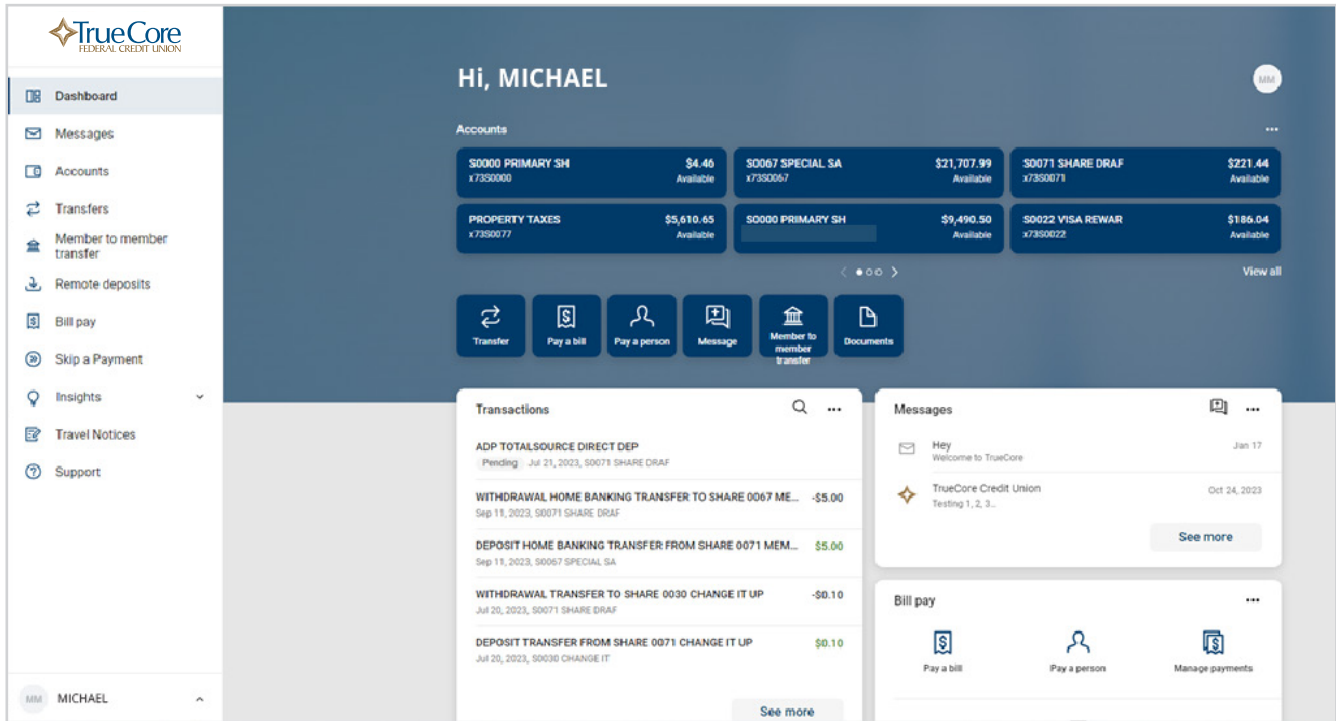 TrueCore
FEDERAL CREDIT UNION
Dashboard
Messages
Accounts
Transfers
Member to member
transfer
Remote deposits
Bill pay
Skip a Payment
Insights
Travel Notices
Support
MM MICHAEL
Hi, MICHAEL
MM
Accounts
S0000 PRIMARY SH $4.46
x73S0000 Available
S0067 SPECIAL SA $21,707.99
x73S0067 Available
S0071 SHARE DRAF $221.44
x73S0071 Available
PROPERTY TAXES $5,610.65
x73S0077 Available
S0000 PRIMARY SH $9,490.50
Available
S0022 VISA REWAR $186.04
x73S0022 Available
View all
Transfer
Pay a bill
Pay a person
Message
Member to
member
transfer
Documents
Transactions
ADP TOTALSOURCE DIRECT DEP
Pending Jul 21, 2023, S0071 SHARE DRAF
WITHDRAWAL HOME BANKING TRANSFER TO SHARE 0067 ME... -$5.00
Sep 11, 2023, S0071 SHARE DRAF
DEPOSIT HOME BANKING TRANSFER FROM SHARE 0071 MEM... $5.00
Sep 11, 2023, S0067 SPECIAL SA
WITHDRAWAL TRANSFER TO SHARE 0030 CHANGE IT UP -$0.10
Jul 20, 2023, S0071 SHARE DRAF
DEPOSIT TRANSFER FROM SHARE 0071 CHANGE IT UP $0.10
Jul 20, 2023, S0030 CHANGE IT
See more
Messages
Hey Jan 17
Welcome to TrueCore
TrueCore Credit Union Oct 24, 2023
Testing 1, 2, 3...
See more
Bill pay
Pay a bill
Pay a person
Manage payments